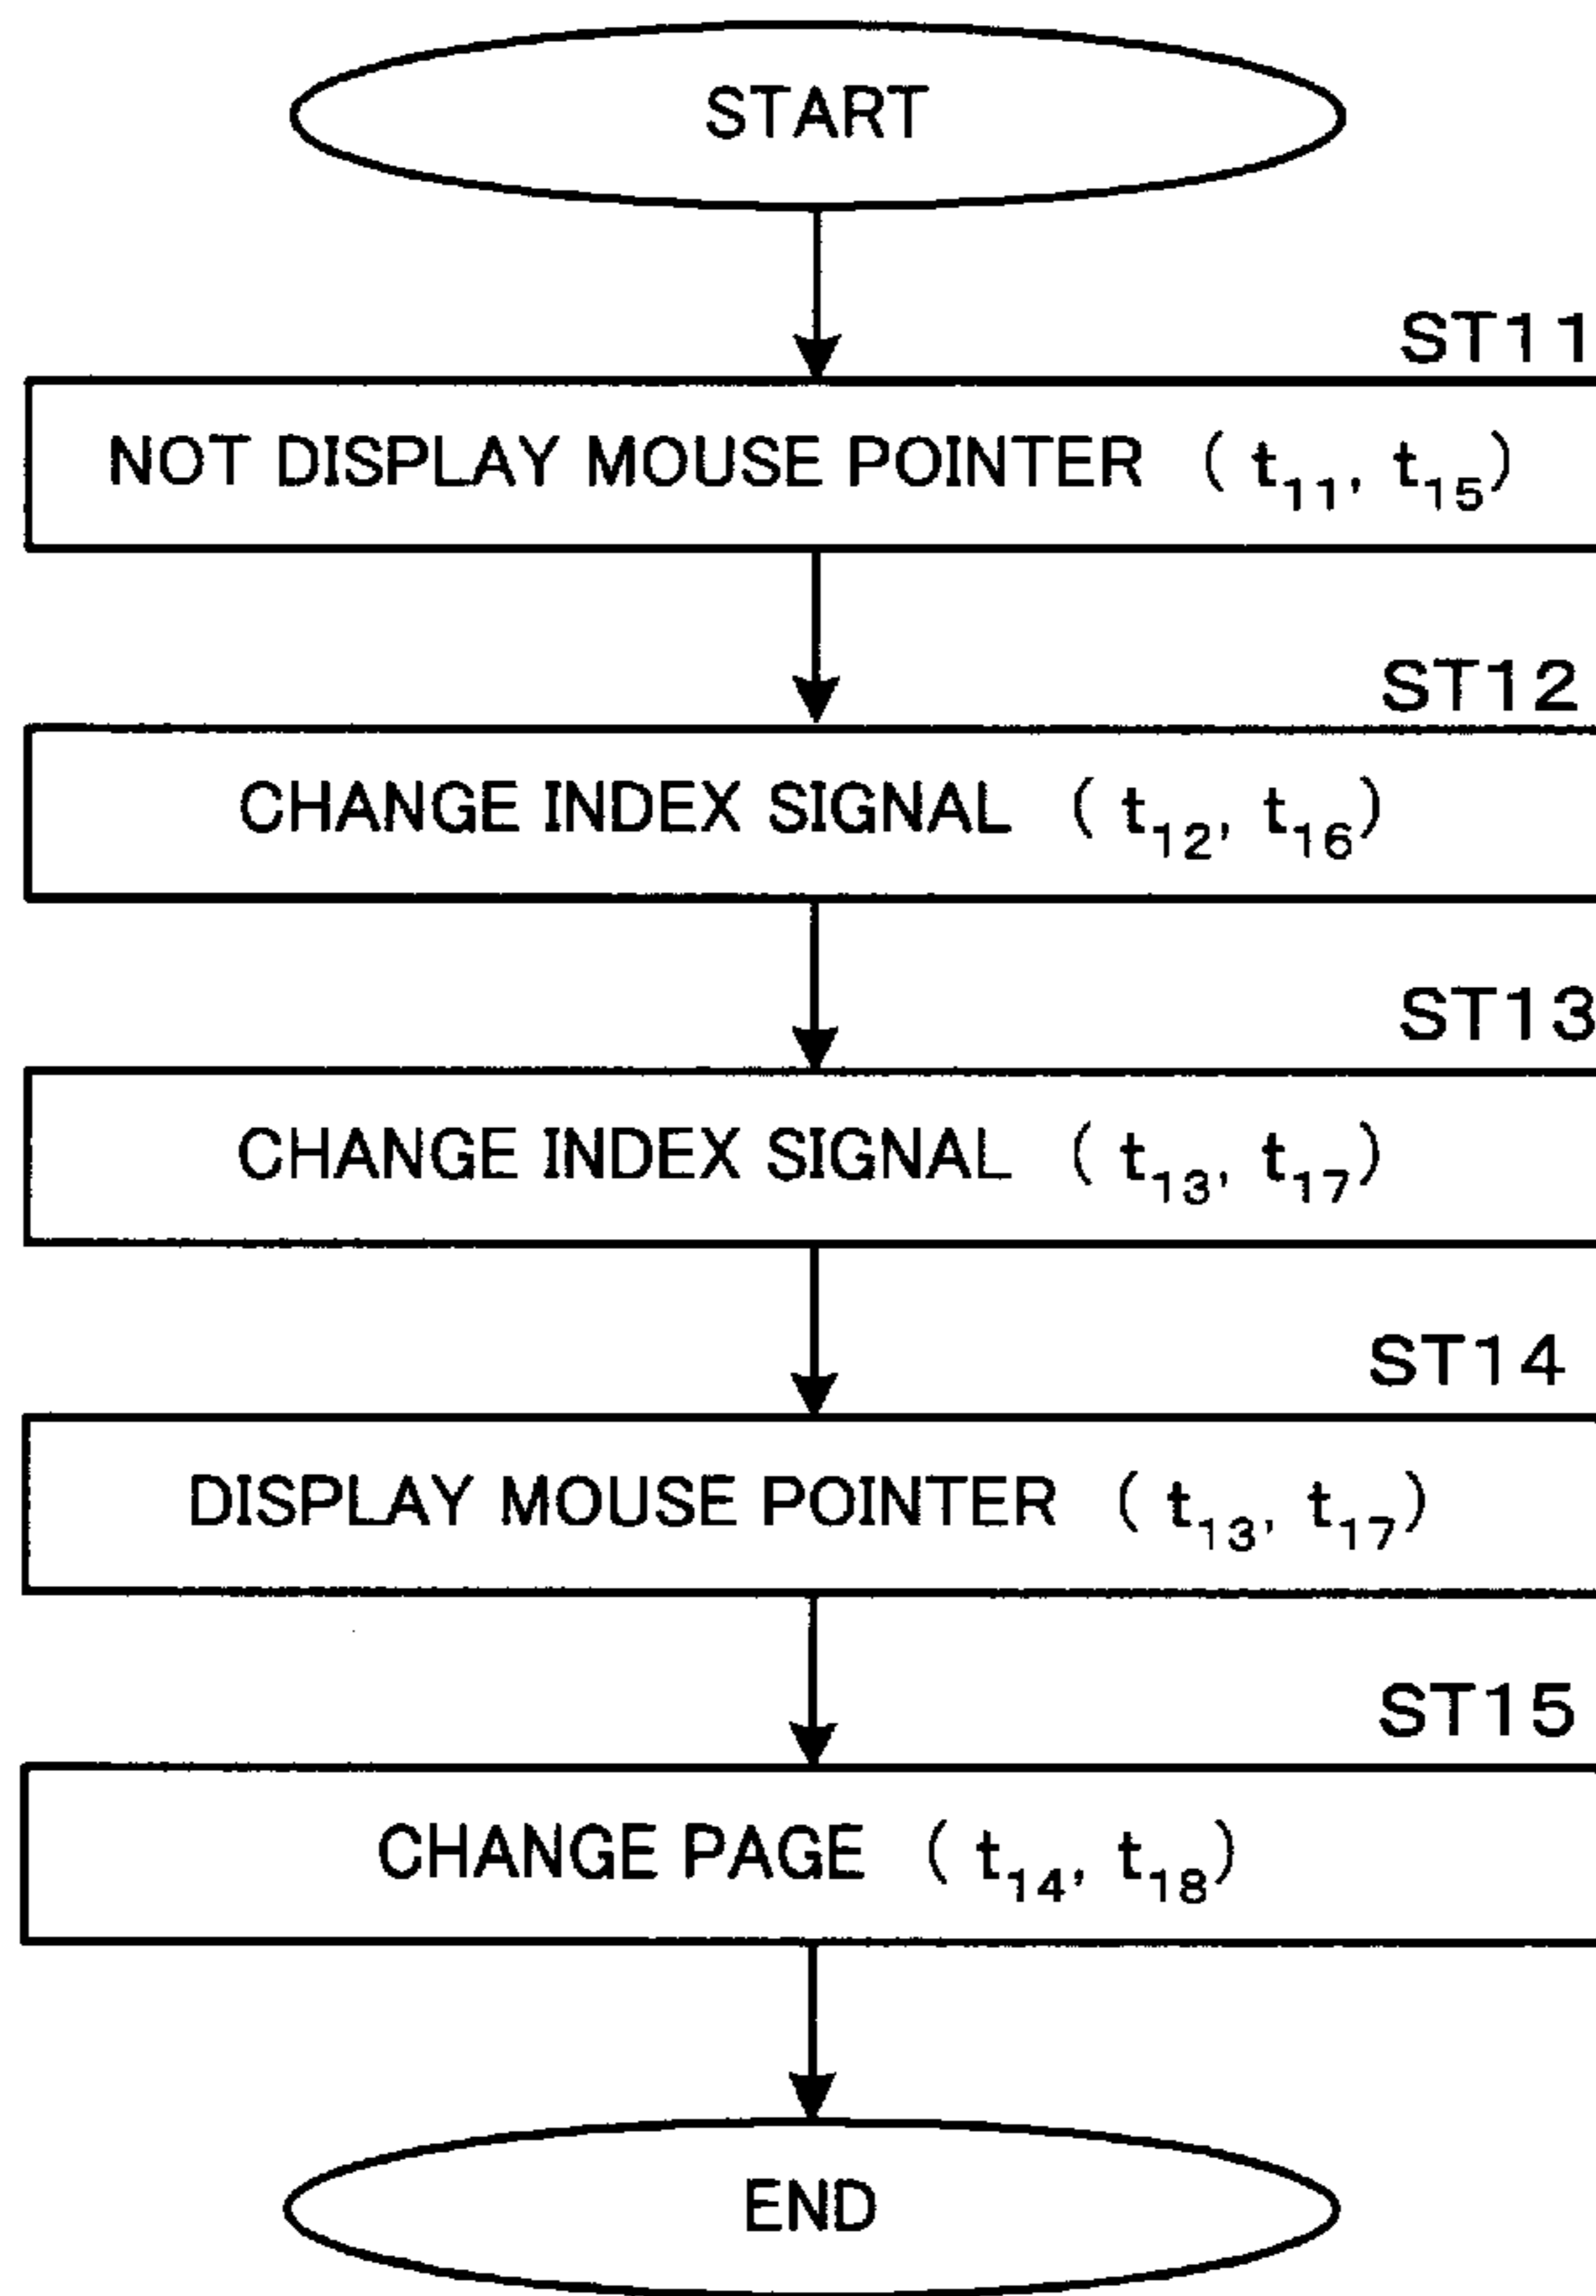 START
ST11
NOT DISPLAY MOUSE POINTER ( t11, t15)
ST12
CHANGE INDEX SIGNAL ( t12, t16)
ST13
CHANGE INDEX SIGNAL ( t13, t17)
ST14
DISPLAY MOUSE POINTER ( t13, t17)
ST15
CHANGE PAGE ( t14, t18)
END